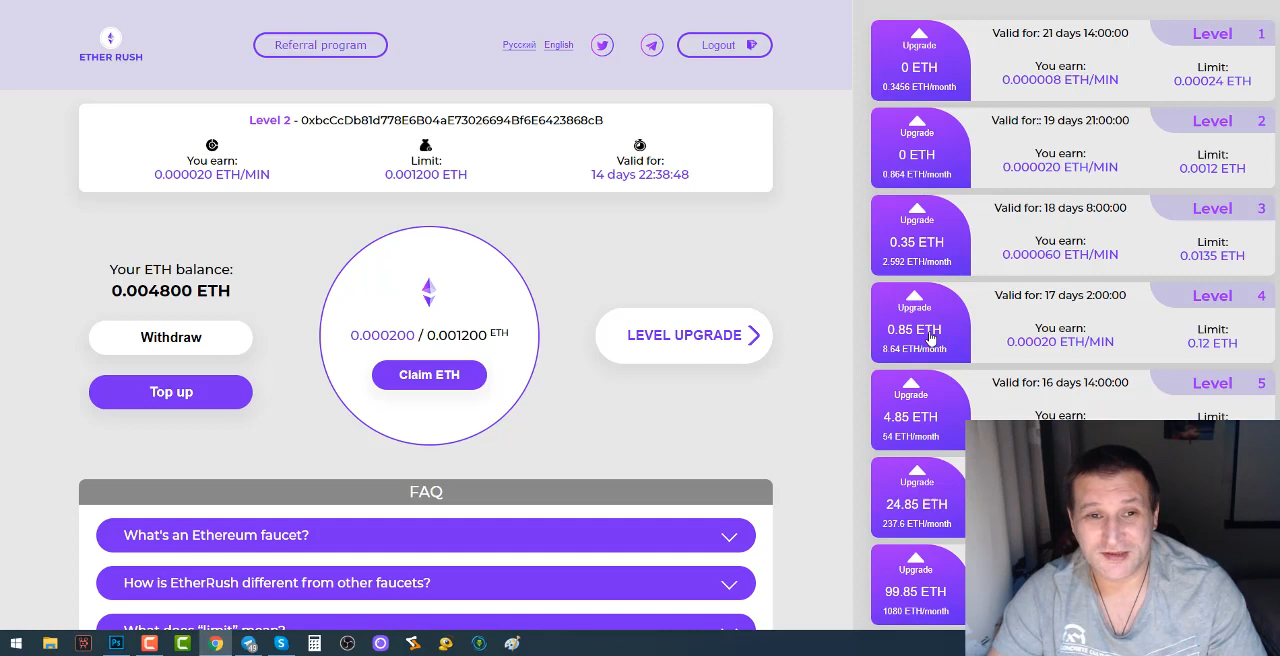 ETHER RUSH
Referral program
Русский English
Logout
Level 2 - 0xbcCcDb81d778E6B04aE73026694Bf6E6423868cB
You earn:
0.000020 ETH/MIN
Limit:
0.001200 ETH
Valid for:
14 days 22:38:48
Your ETH balance:
0.004800 ETH
Withdraw
Top up
0.000200 / 0.001200 ETH
Claim ETH
LEVEL UPGRADE
FAQ
What's an Ethereum faucet?
How is EtherRush different from other faucets?
What does "limit" mean?
Upgrade
0 ETH
0.3456 ETH/month
Valid for: 21 days 14:00:00
You earn:
0.000008 ETH/MIN
Level 1
Limit:
0.00024 ETH
Upgrade
0 ETH
0.864 ETH/month
Valid for:: 19 days 21:00:00
You earn:
0.000020 ETH/MIN
Level 2
Limit:
0.0012 ETH
Upgrade
0.35 ETH
2.592 ETH/month
Valid for: 18 days 8:00:00
You earn:
0.000060 ETH/MIN
Level 3
Limit:
0.0135 ETH
Upgrade
0.85 ETH
8.64 ETH/month
Valid for: 17 days 2:00:00
You earn:
0.00020 ETH/MIN
Level 4
Limit:
0.12 ETH
Upgrade
4.85 ETH
54 ETH/month
Valid for: 16 days 14:00:00
You earn:
Level 5
Limit:
Upgrade
24.85 ETH
237.6 ETH/month
Upgrade
99.85 ETH
1080 ETH/month
Ps